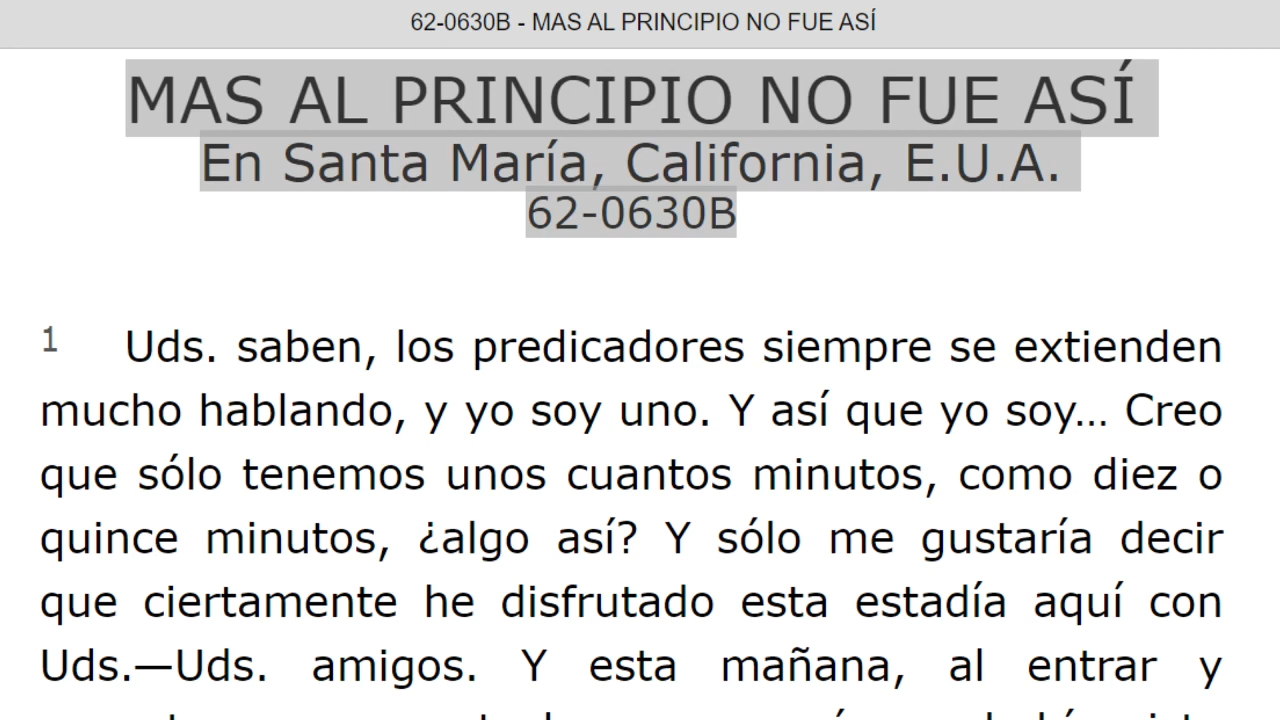 62-0630B - MAS AL PRINCIPIO NO FUE ASÍ
MAS AL PRINCIPIO NO FUE ASÍ
En Santa María, California, E.U.A.
62-0630B
1 Uds. saben, los predicadores siempre se extienden
mucho hablando, y yo soy uno. Y así que yo soy… Creo
que sólo tenemos unos cuantos minutos, como diez o
quince minutos, ¿algo así? Y sólo me gustaría decir
que ciertamente he disfrutado esta estadía aquí con
Uds.—Uds. amigos. Y esta mañana, al entrar y